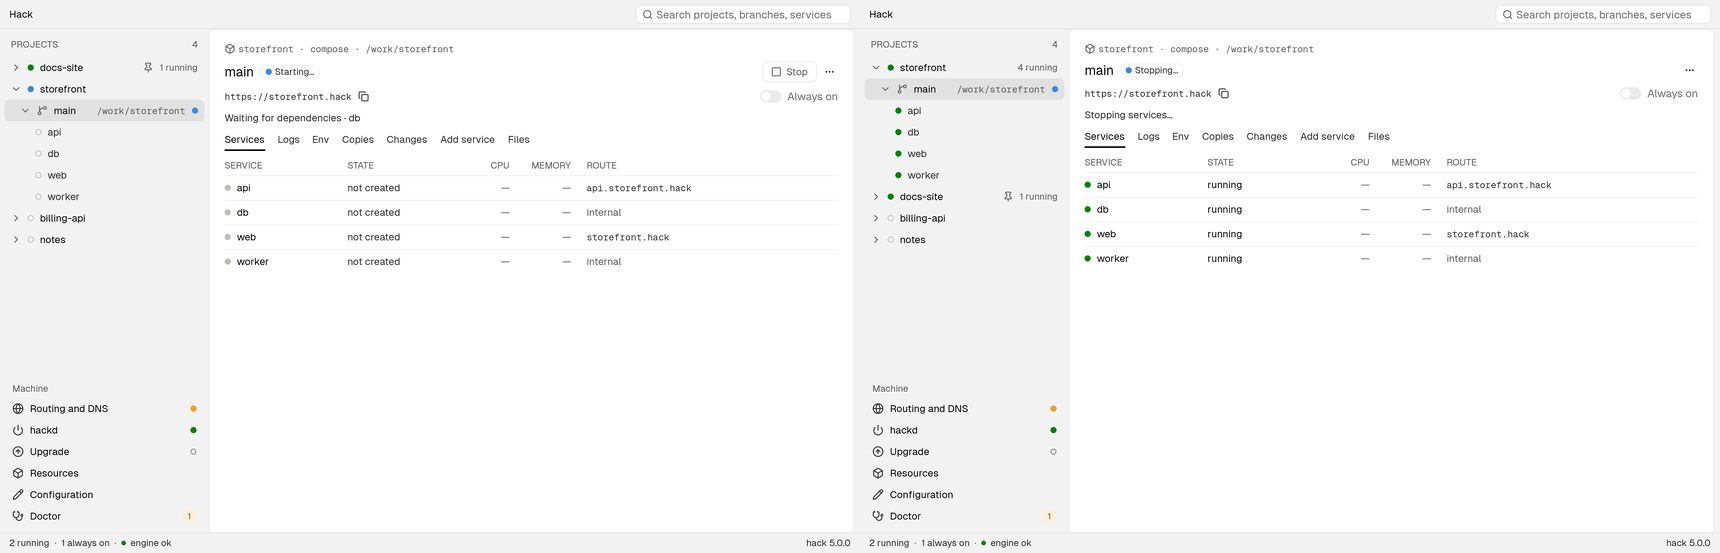 Hack
Search projects, branches, services
PROJECTS 4
docs-site 1 running
storefront
main /work/storefront
api
db
web
worker
billing-api
notes
Machine
Routing and DNS
hackd
Upgrade
Resources
Configuration
Doctor 1
storefront · compose · /work/storefront
main Starting… Stop
https://storefront.hack Always on
Waiting for dependencies · db
Services Logs Env Copies Changes Add service Files
SERVICE STATE CPU MEMORY ROUTE
api not created — — api.storefront.hack
db not created — — internal
web not created — — storefront.hack
worker not created — — internal
2 running · 1 always on · engine ok hack 5.0.0
Hack
Search projects, branches, services
PROJECTS 4
storefront 4 running
main /work/storefront
api
db
web
worker
docs-site 1 running
billing-api
notes
Machine
Routing and DNS
hackd
Upgrade
Resources
Configuration
Doctor 1
storefront · compose · /work/storefront
main Stopping…
https://storefront.hack Always on
Stopping services…
Services Logs Env Copies Changes Add service Files
SERVICE STATE CPU MEMORY ROUTE
api running — — api.storefront.hack
db running — — internal
web running — — storefront.hack
worker running — — internal
2 running · 1 always on · engine ok hack 5.0.0